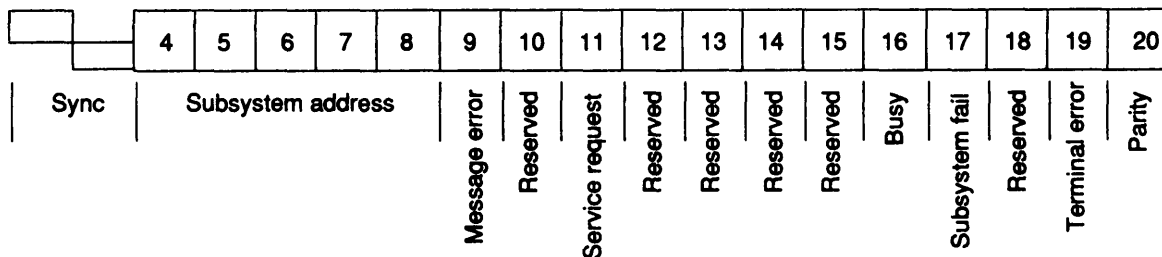 4 5 6 7 8 9 10 11 12 13 14 15 16 17 18 19 20
Sync
Subsystem address
Message error
Reserved
Service request
Reserved
Reserved
Reserved
Reserved
Busy
Subsystem fail
Reserved
Terminal error
Parity